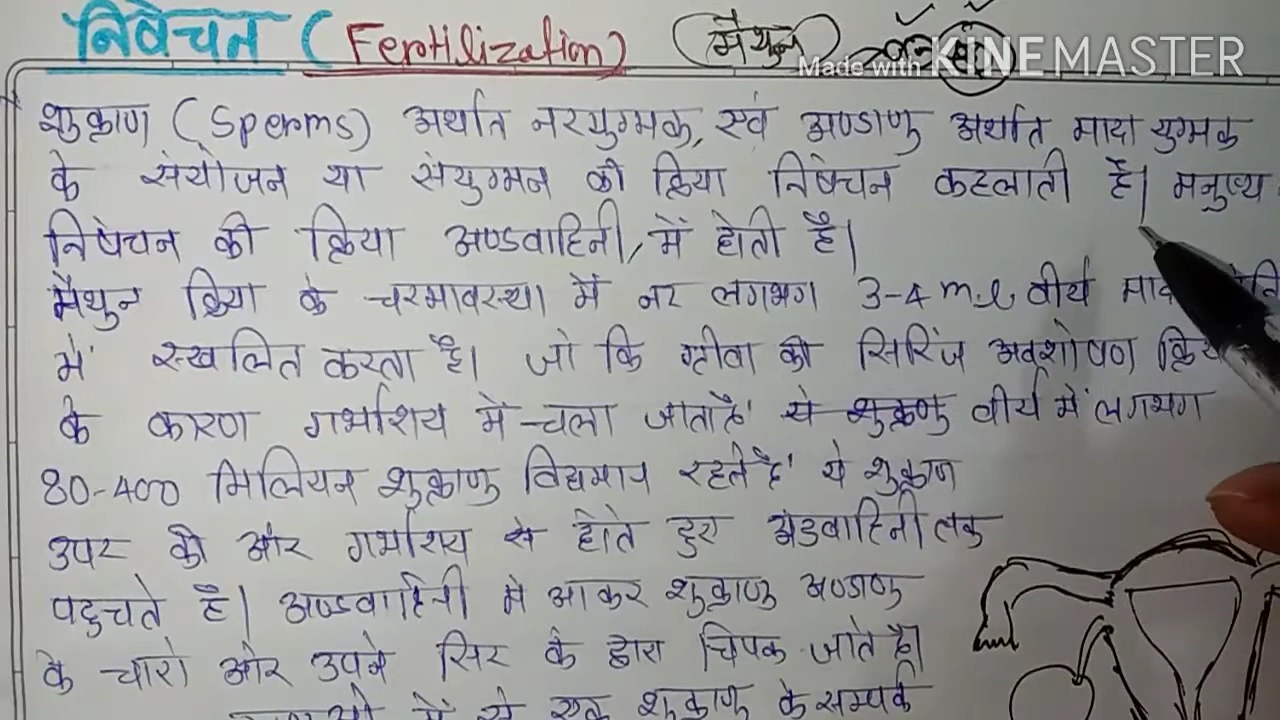 निषेचन (Fertilization) मैथुन
Made with KINEMASTER
शुक्राणु (Sperms) अर्थात नरयुग्मक, एवं अण्डाणु अर्थात मादा युग्मक
के संयोजन या संयुग्मन की क्रिया निषेचन कहलाती है। मनुष्य
निषेचन की क्रिया अण्डवाहिनी में होती है।
मैथुन क्रिया के चरमावस्था में नर लगभग 3-4 ml वीर्य
में स्खलित करता है। जो कि ग्रीवा की सिरिंज अवशोषण
के कारण गर्भाशय में चला जाता है ये शुक्राणु वीर्य में लगभग
80-400 मिलियन शुक्राणु विद्यमान रहते है ये शुक्राण
उपर की और गर्भाशय से होते हुए अंडवाहिनी तक
पहुचते है। अण्डवाहिनी मे आकर शुक्राणु अण्डाणु
के चारो ओर उपने सिर के द्वारा चिपक जाते है।
में से एक शुक्राणु के सम्पर्क